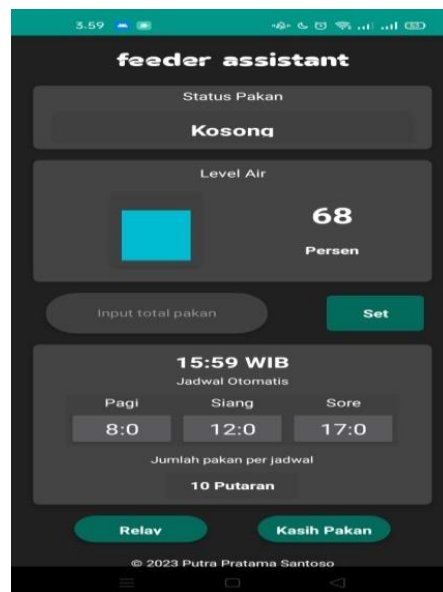 3.59
feeder assistant
Status Pakan
Kosong
Level Air
68
Persen
Input total pakan
Set
15:59 WIB
Jadwal Otomatis
Pagi Siang Sore
8:0 12:0 17:0
Jumlah pakan per jadwal
10 Putaran
Relay Kasih Pakan
© 2023 Putra Pratama Santoso